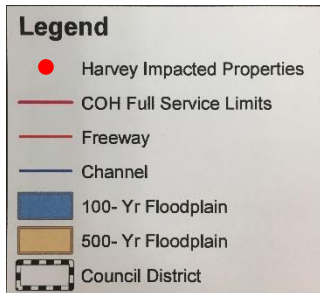 Legend
Harvey Impacted Properties
COH Full Service Limits
Freeway
Channel
100- Yr Floodplain
500- Yr Floodplain
Council District